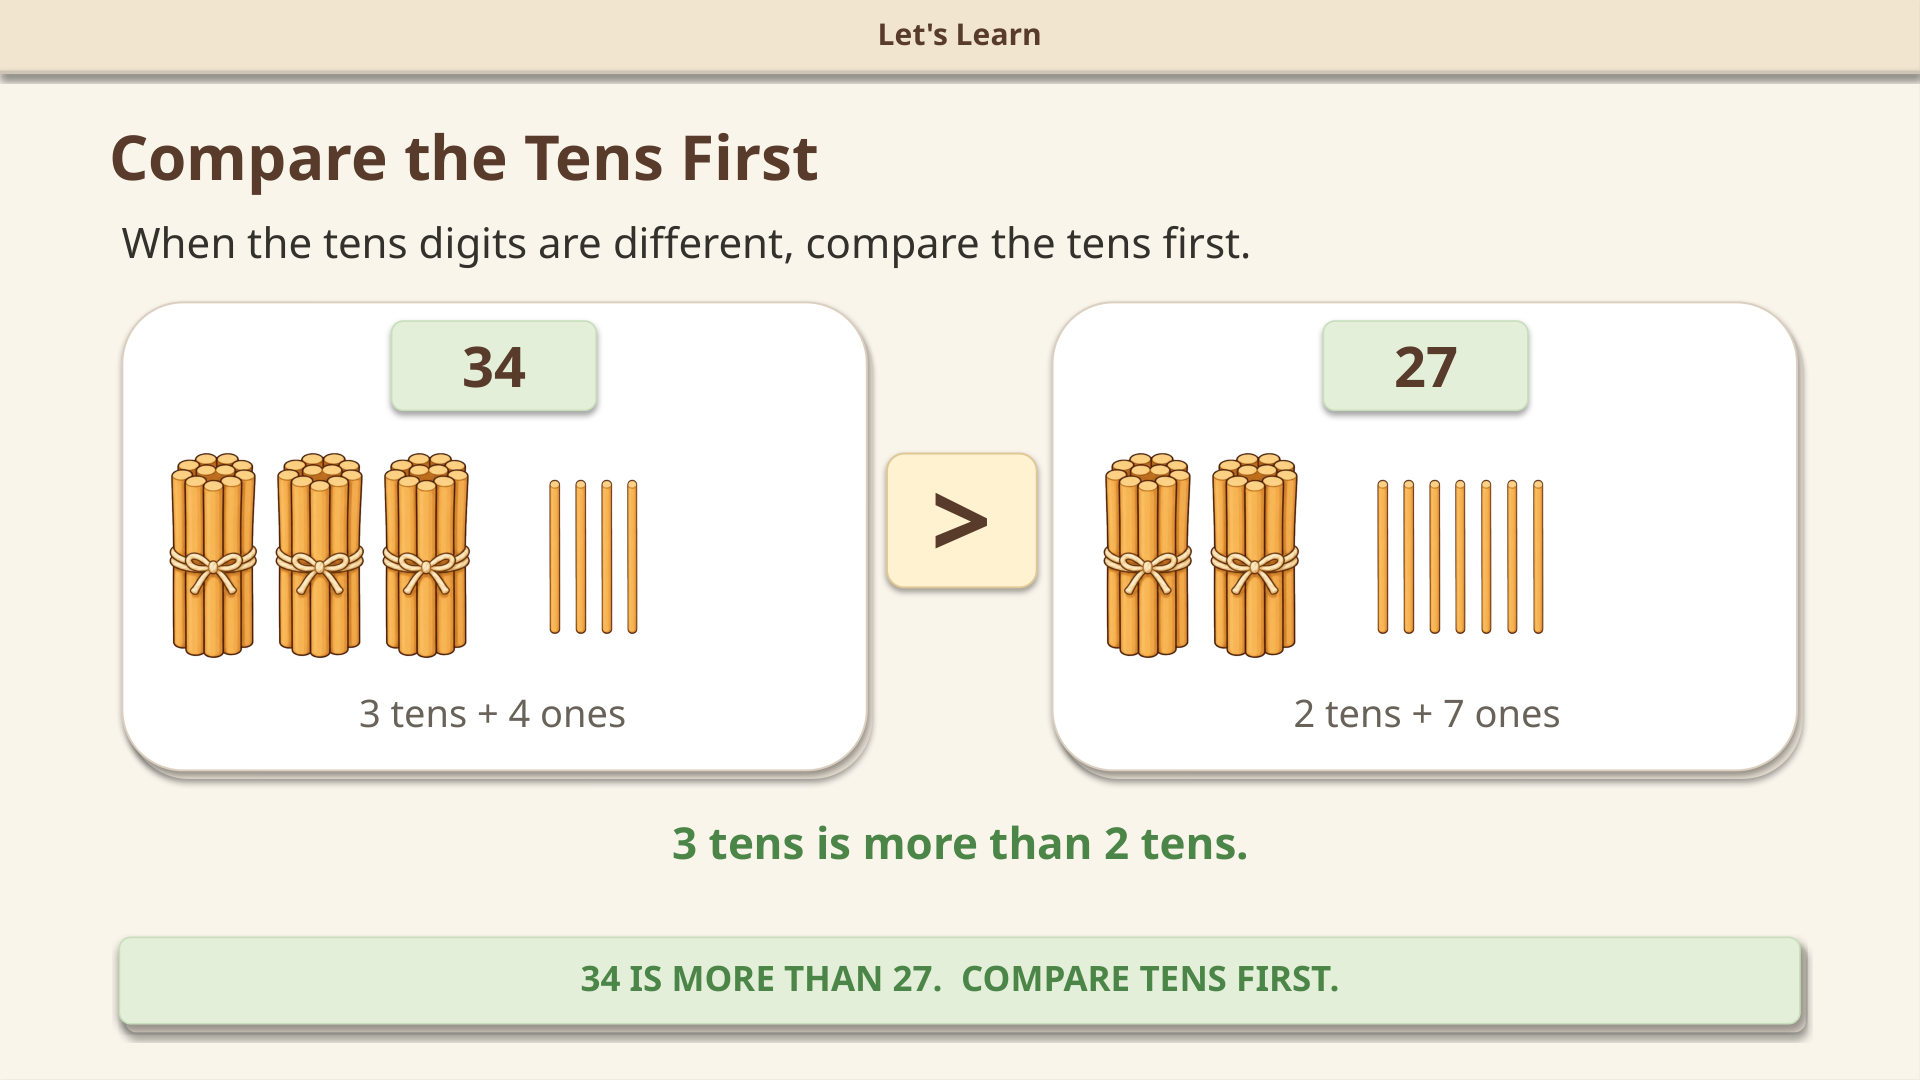 Let's Learn
Compare the Tens First
When the tens digits are different, compare the tens first.
34
27
>
3 tens + 4 ones
2 tens + 7 ones
3 tens is more than 2 tens.
34 IS MORE THAN 27.  COMPARE TENS FIRST.